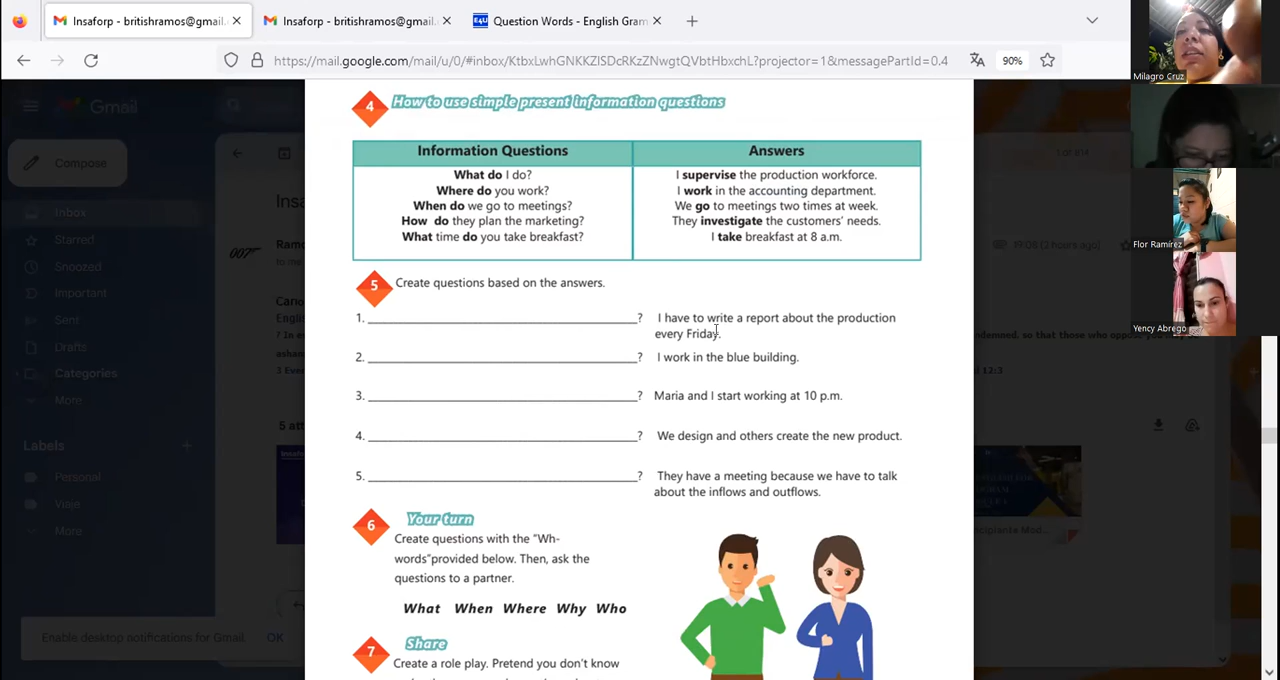 Insaforp - britishramos@gmail.
Insaforp - britishramos@gmail.
E4U Question Words - English Gram
https://mail.google.com/mail/u/0/#inbox/KtbxLwhGNKKZlSDcRKzZNwgtQVbtHbxchL?projector=1&messagePartId=0.4
90%
Milagro Cruz
Flor Ramírez
Yency Abrego
Gmail
Compose
Inbox
Starred
Snoozed
Important
Sent
Drafts
Categories
More
Labels
Personal
Viaje
More
Enable desktop notifications for Gmail OK
4 How to use simple present information questions
Information Questions Answers
What do I do? I supervise the production workforce.
Where do you work? I work in the accounting department.
When do we go to meetings? We go to meetings two times at week.
How do they plan the marketing? They investigate the customers' needs.
What time do you take breakfast? I take breakfast at 8 a.m.
5 Create questions based on the answers.
1. ? I have to write a report about the production
every Friday.
2. ? I work in the blue building.
3. ? Maria and I start working at 10 p.m.
4. ? We design and others create the new product.
5. ? They have a meeting because we have to talk
about the inflows and outflows.
6 Your turn
Create questions with the "Wh-
words"provided below. Then, ask the
questions to a partner.
What When Where Why Who
7 Share
Create a role play. Pretend you don't know